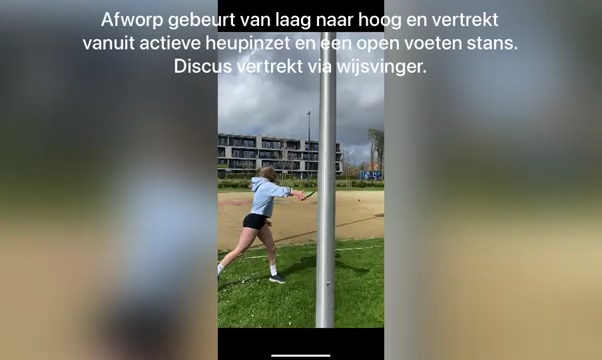 Afworp gebeurt van laag naar hoog en vertrekt
vanuit actieve heupinzet en een open voeten stans.
Discus vertrekt via wijsvinger.